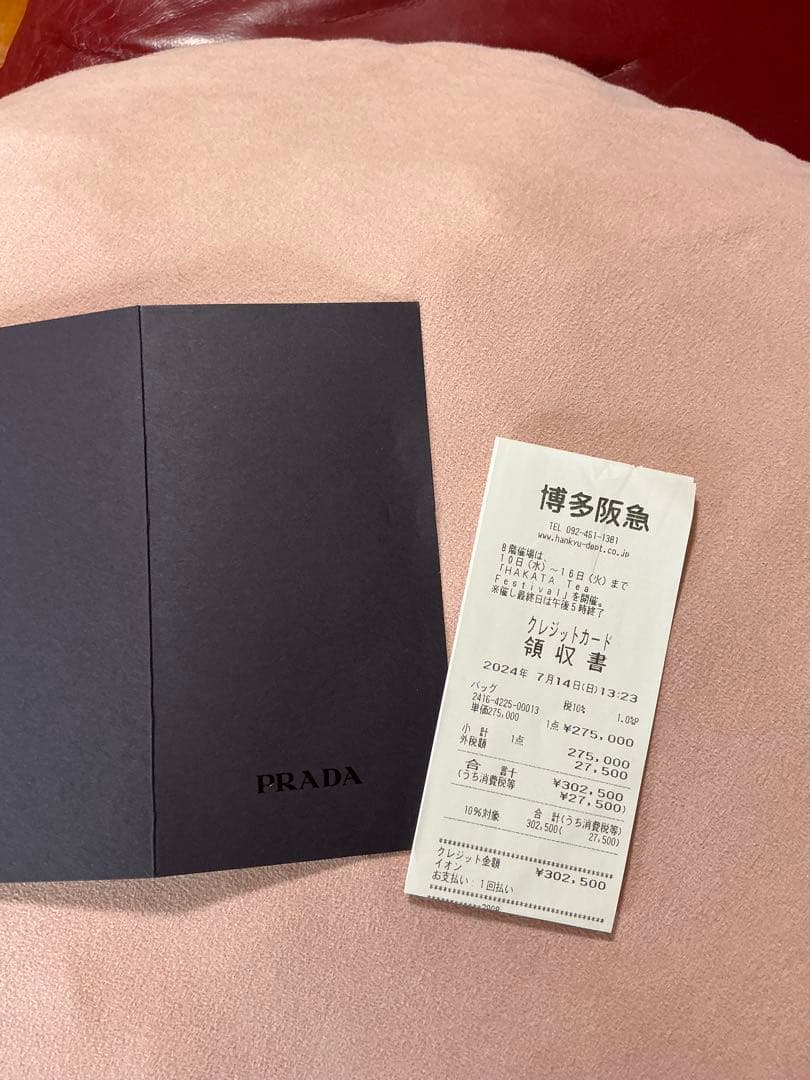 PRADA
博多阪急
TEL 092-461-1381
www.hankyu-dept.co.jp
8階催場は、
10日(水)～16日(火)まで
「HAKATA Tea
Festival」を開催。
※催し最終日は午後5時終了
クレジットカード
領収書
2024年 7月14日(日)13:23
バッグ 税10% 1.0%P
2416-4225-00013
単価275,000 1点 ¥275,000
小 計 1点 275,000
外税額 27,500
合 計 ¥302,500
(うち消費税等 ¥27,500)
10%対象 合 計(うち消費税等)
302,500( 27,500)
クレジット金額 ¥302,500
イオン
お支払い：1回払い